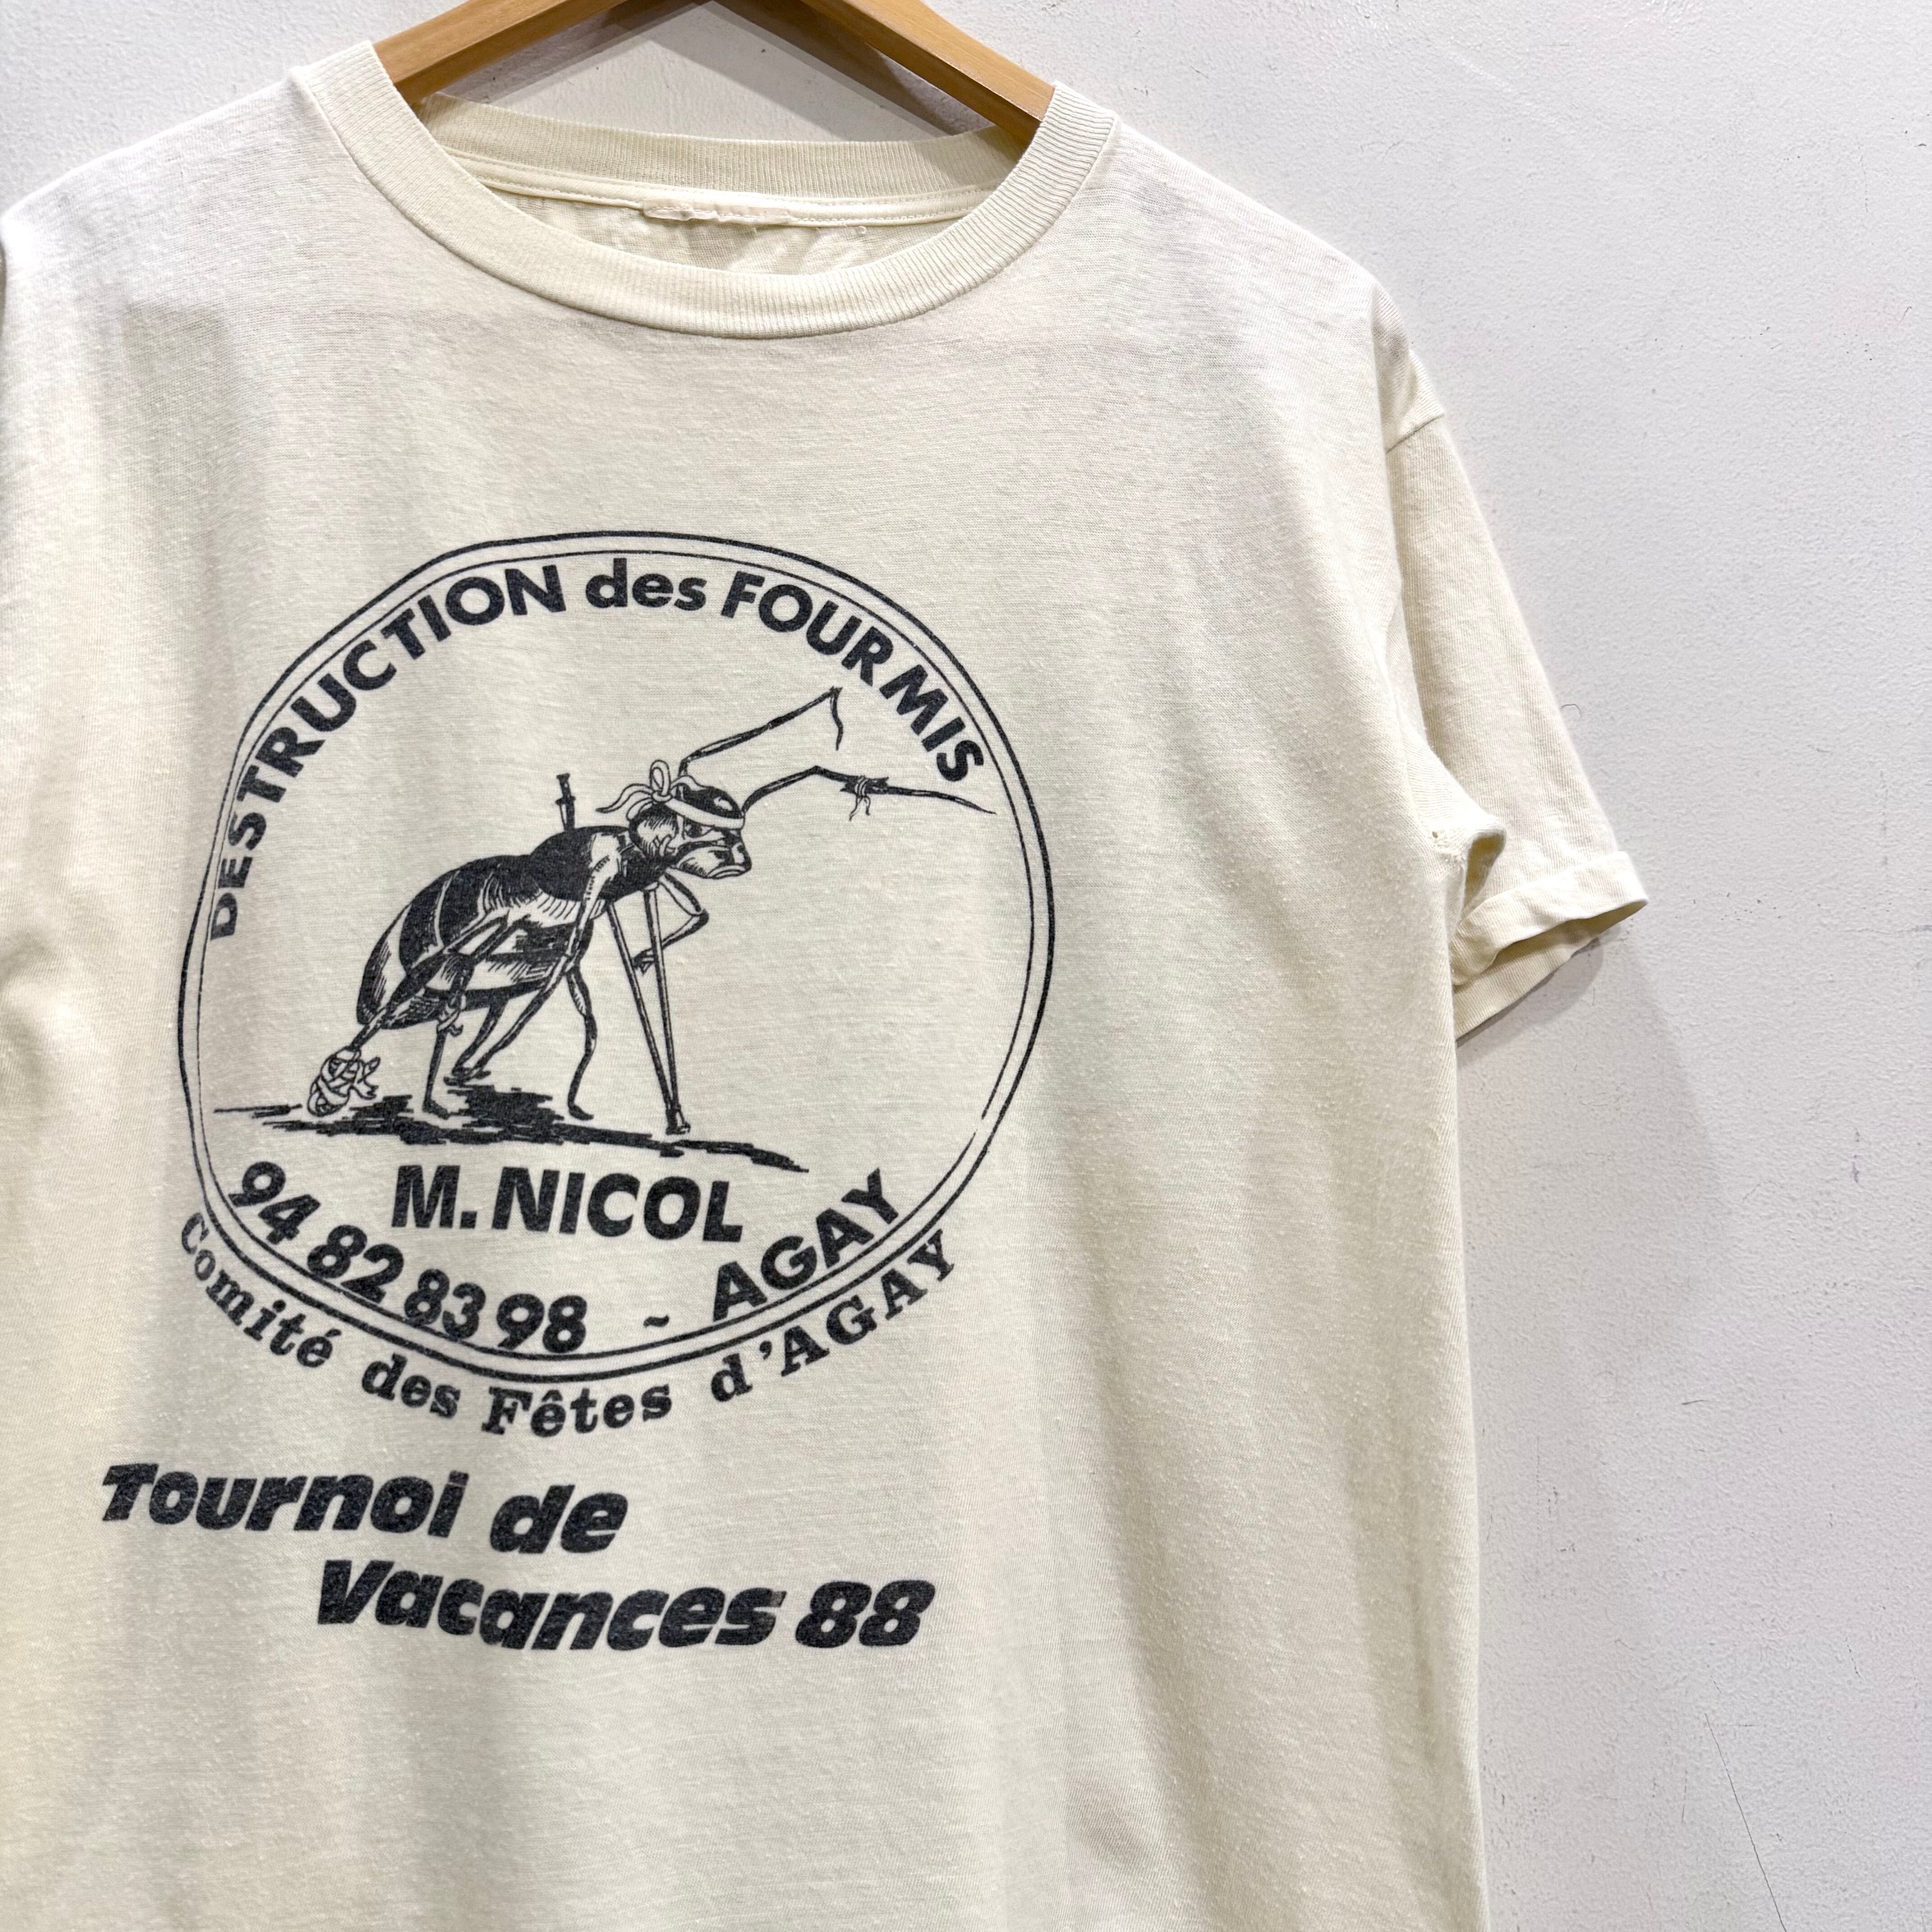 DESTRUCTION des FOURMIS
M. NICOL
94 82 83 98 ~ AGAY
Comité des Fêtes d'AGAY
Tournoi de
Vacances 88